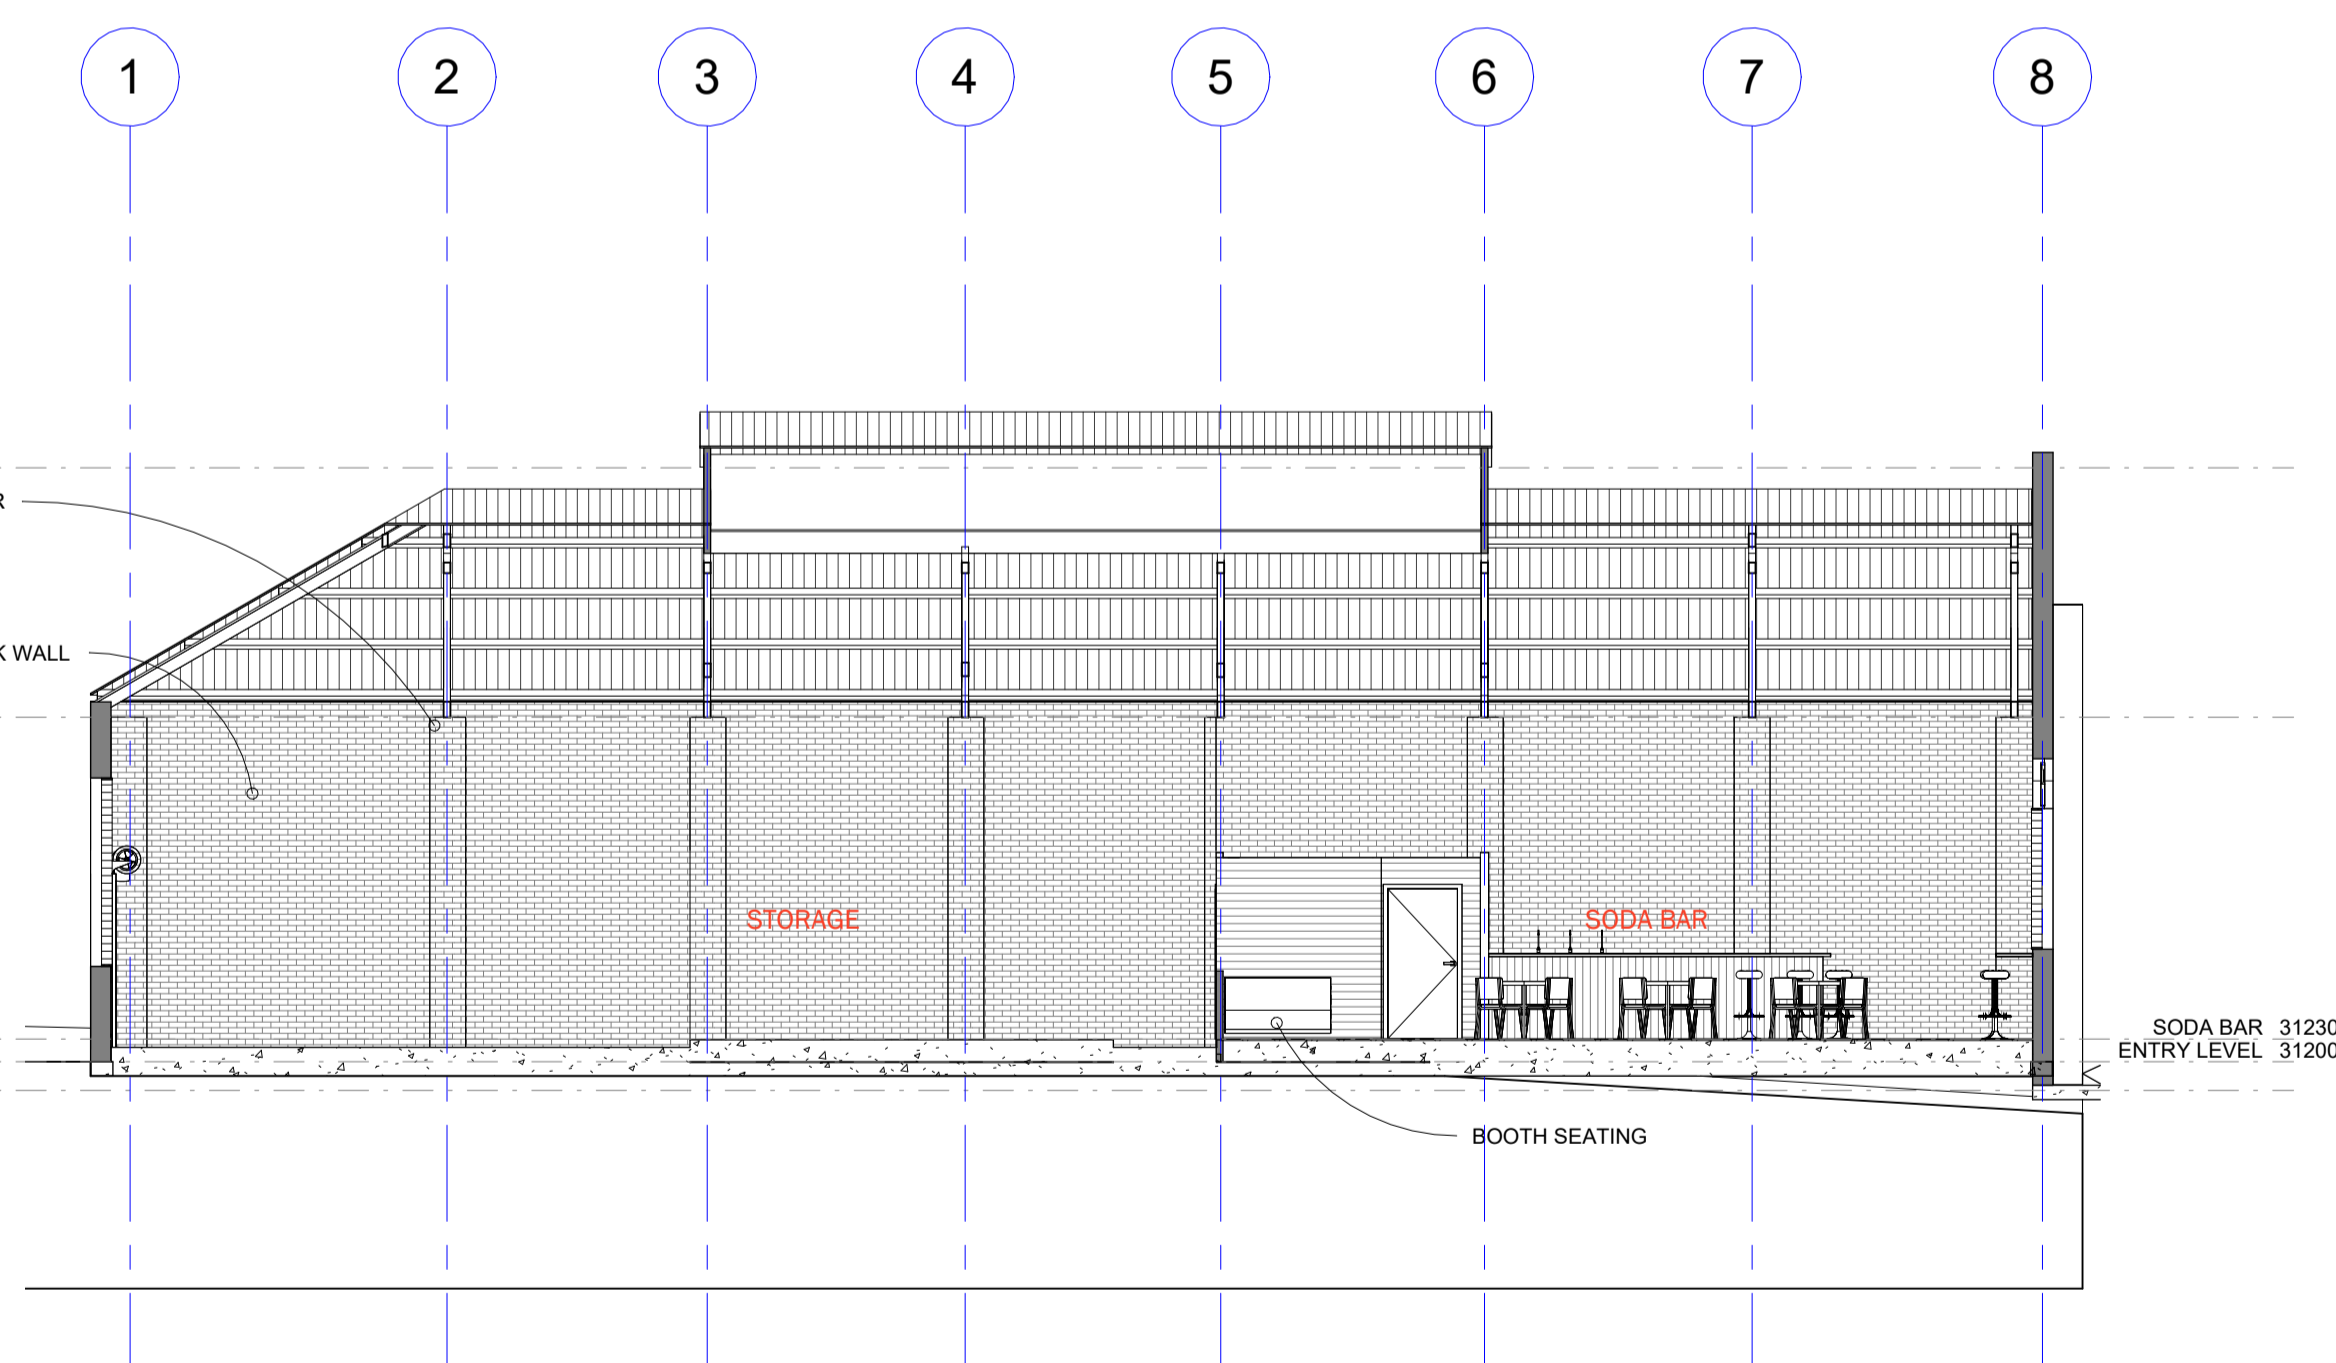 1 2 3 4 5 6 7 8
R
K WALL
STORAGE
SODA BAR
SODA BAR 31230
ENTRY LEVEL 31200
BOOTH SEATING